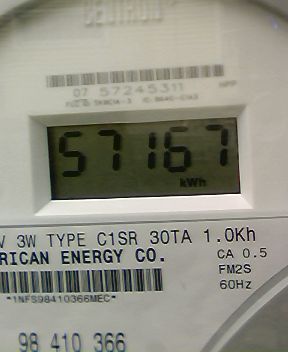 CENTRON
07 57245311
57167
kWh
V 3W TYPE C1SR 30TA 1.0Kh
RICAN ENERGY CO.
CA 0.5
FM2S
60Hz
*1NFS98410366MEC*
98 410 366